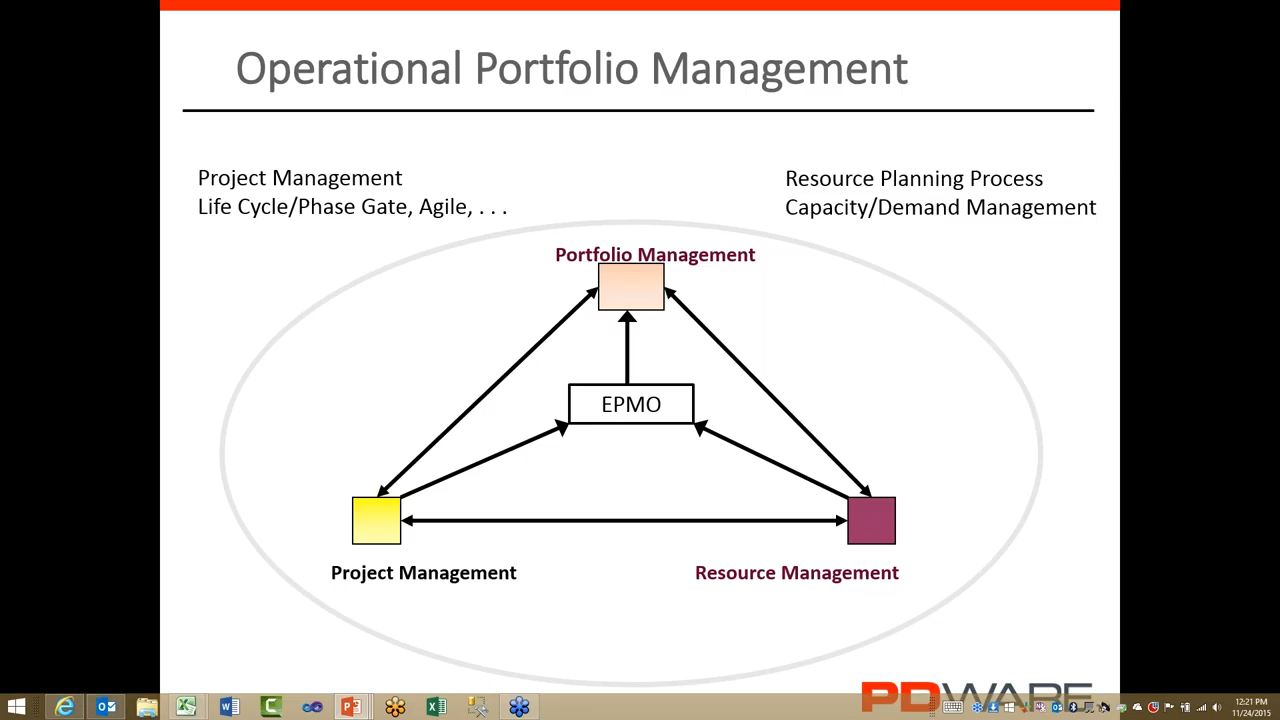 Operational Portfolio Management
Project Management
Life Cycle/Phase Gate, Agile, . . .
Resource Planning Process
Capacity/Demand Management
Portfolio Management
EPMO
Project Management
Resource Management
PDWARE
12:21 PM
11/24/2015